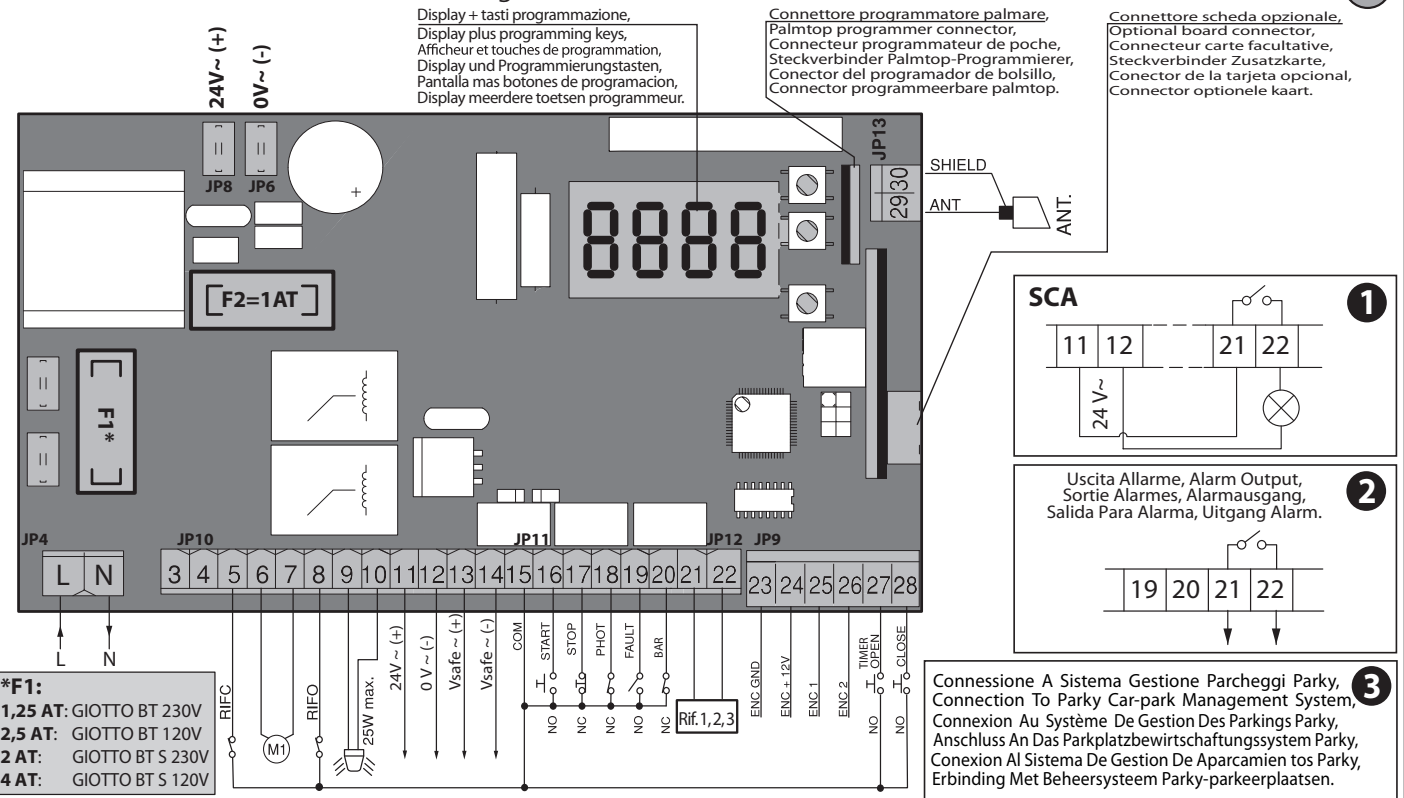 Display + tasti programmazione,
Display plus programming keys,
Afficheur et touches de programmation,
Display und Programmierungstasten,
Pantalla mas botones de programacion,
Display meerdere toetsen programmeur.
Connettore programmatore palmare,
Palmtop programmer connector,
Connecteur programmateur de poche,
Steckverbinder Palmtop-Programmierer,
Conector del programador de bolsillo,
Connector programmeerbare palmtop.
Connettore scheda opzionale,
Optional board connector,
Connecteur carte facultative,
Steckverbinder Zusatzkarte,
Conector de la tarjeta opcional,
Connector optionele kaart.
24V~ (+)
0V~ (-)
JP8
JP6
JP13
29 30
SHIELD
ANT
ANT.
8888
+
F2=1AT
F1*
SCA
1
11 12 21 22
24 V~
2
Uscita Allarme, Alarm Output,
Sortie Alarmes, Alarmausgang,
Salida Para Alarma, Uitgang Alarm.
19 20 21 22
JP4
JP10
JP11
JP12
JP9
L N
3 4 5 6 7 8 9 10 11 12 13 14 15 16 17 18 19 20 21 22
23 24 25 26 27 28
L
N
RIFC
M1
RIFO
25W max.
24V ~ (+)
0 V ~ (-)
Vsafe ~ (+)
Vsafe ~ (-)
COM
START
STOP
PHOT
FAULT
BAR
NO
NC
NC
NO
NC
Rif. 1, 2, 3
ENC GND
ENC + 12V
ENC 1
ENC 2
TIMER
OPEN
CLOSE
NO
NO
*F1:
1,25 AT: GIOTTO BT 230V
2,5 AT: GIOTTO BT 120V
2 AT: GIOTTO BT S 230V
4 AT: GIOTTO BT S 120V
3
Connessione A Sistema Gestione Parcheggi Parky,
Connection To Parky Car-park Management System,
Connexion Au Système De Gestion Des Parkings Parky,
Anschluss An Das Parkplatzbewirtschaftungssystem Parky,
Conexion Al Sistema De Gestion De Aparcamien tos Parky,
Erbinding Met Beheersysteem Parky-parkeerplaatsen.